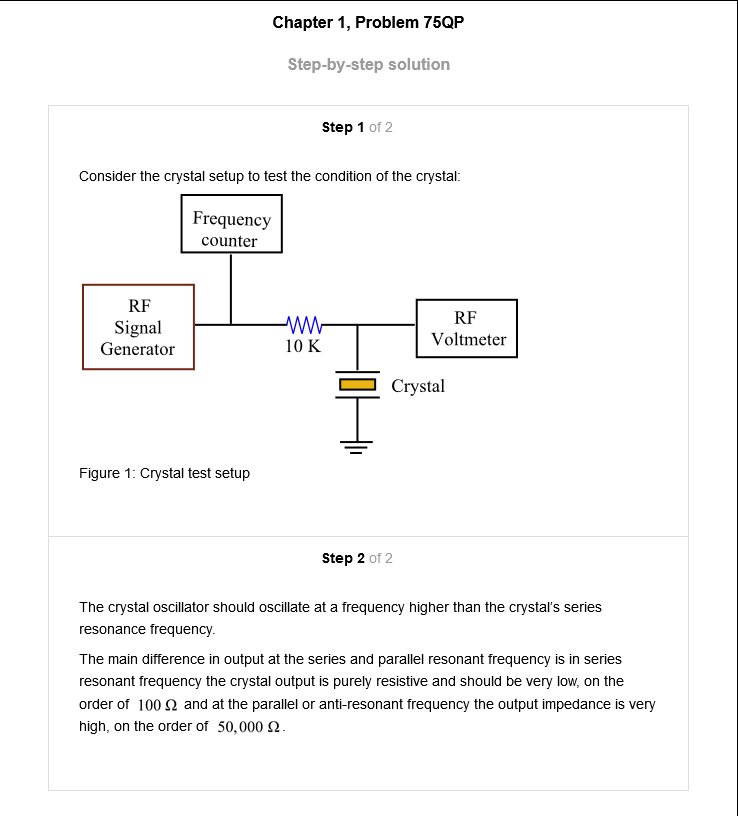 Chapter 1, Problem 75QP
Step-by-step solution
Step 1 of 2
Consider the crystal setup to test the condition of the crystal:
Frequency
counter
RF
Signal
Generator
10 K
RF
Voltmeter
Crystal
Figure 1: Crystal test setup
Step 2 of 2
The crystal oscillator should oscillate at a frequency higher than the crystal's series
resonance frequency.
The main difference in output at the series and parallel resonant frequency is in series
resonant frequency the crystal output is purely resistive and should be very low, on the
order of 100 Ω and at the parallel or anti-resonant frequency the output impedance is very
high, on the order of 50,000 Ω.